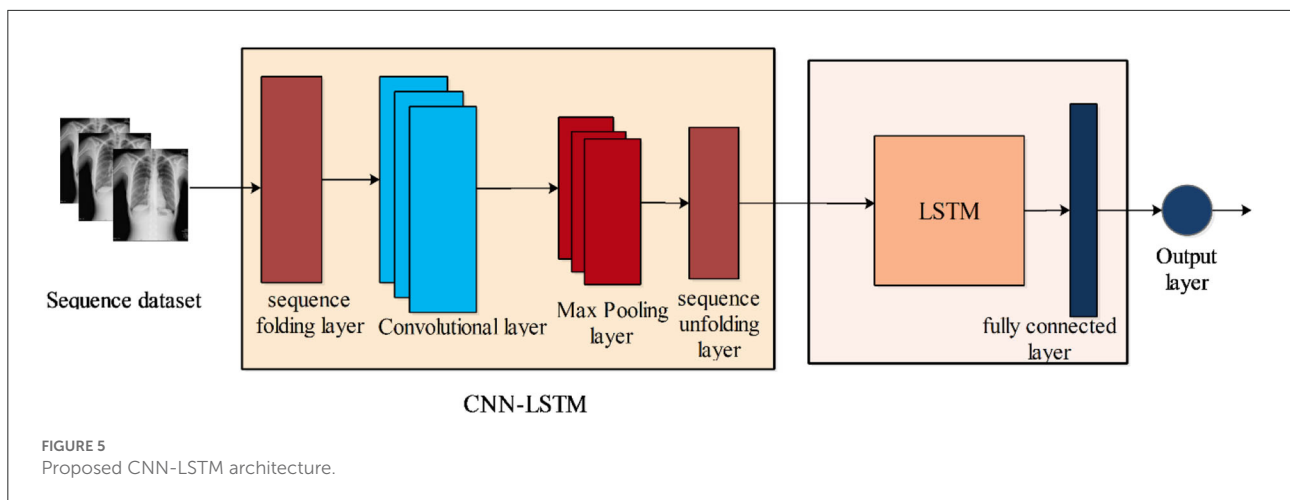 Sequence dataset
sequence
folding layer
Convolutional layer
Max Pooling
layer
sequence
unfolding
layer
LSTM
fully connected
layer
Output
layer
CNN-LSTM
FIGURE 5
Proposed CNN-LSTM architecture.